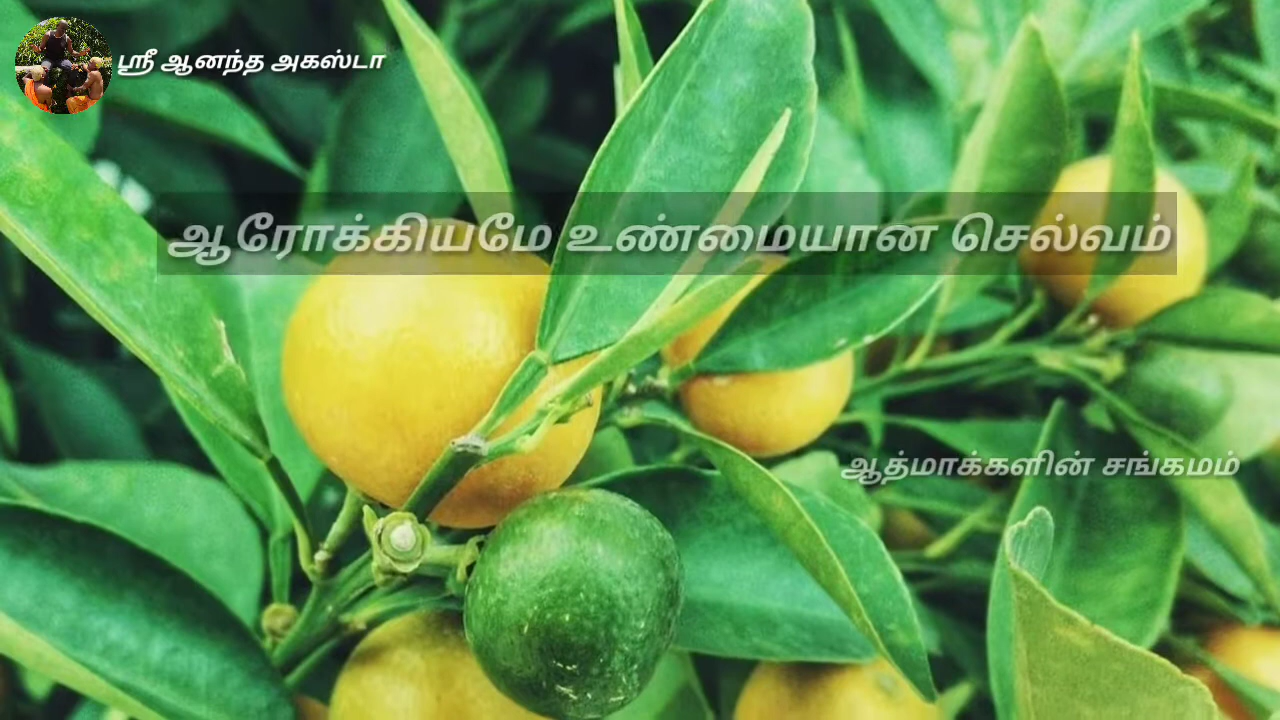 ஸ்ரீ ஆனந்த அகஸ்டா
ஆரோக்கியமே உண்மையான செல்வம்
ஆத்மாக்களின் சங்கமம்